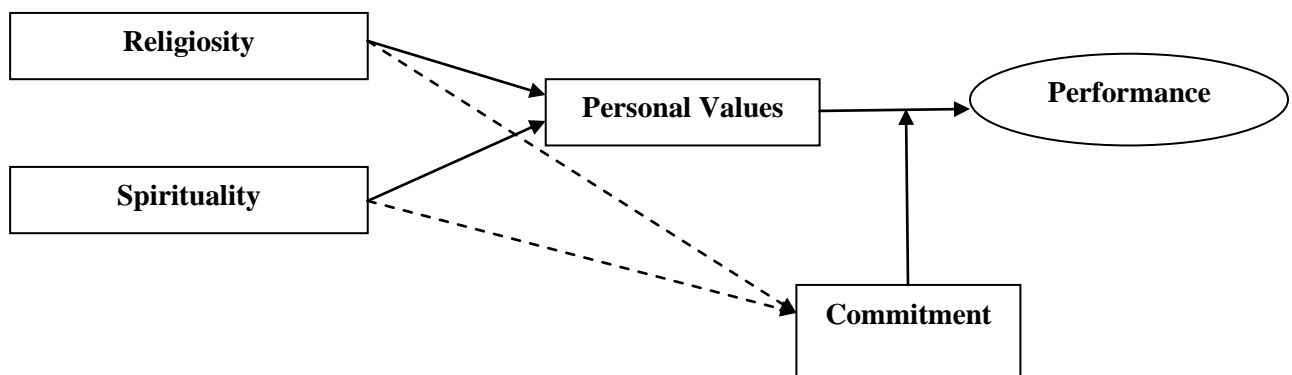 Religiosity
Personal Values
Performance
Spirituality
Commitment